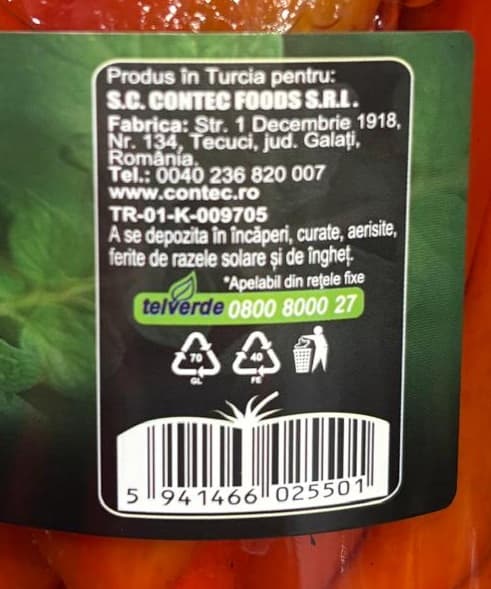 Produs în Turcia pentru:
S.C. CONTEC FOODS S.R.L.
Fabrica: Str. 1 Decembrie 1918,
Nr. 134, Tecuci, jud. Galați,
România.
Tel.: 0040 236 820 007
www.contec.ro
TR-01-K-009705
A se depozita în încăperi, curate, aerisite,
ferite de razele solare și de îngheț.
*Apelabil din rețele fixe
telverde 0800 8000 27
70 40
GL FE
5 941466 025501